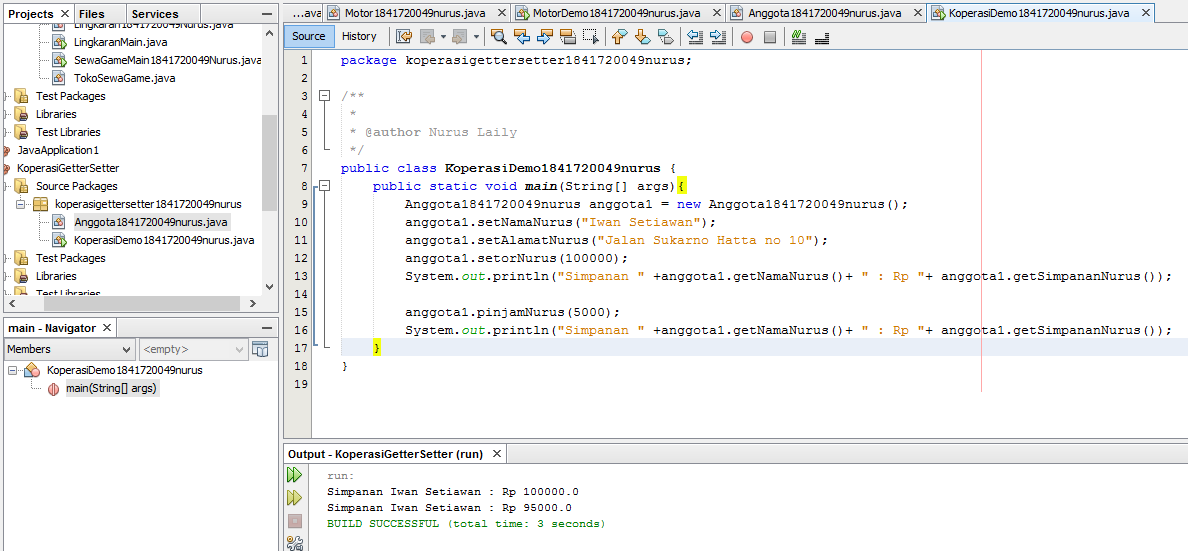 Projects Files Services
LingkaranMain.java
SewaGameMain1841720049Nurus.java
TokoSewaGame.java
Test Packages
Libraries
Test Libraries
JavaApplication1
KoperasiGetterSetter
Source Packages
koperasigettersetter1841720049nurus
Anggota1841720049nurus.java
KoperasiDemo1841720049nurus.java
Test Packages
Libraries
Test Libraries
main - Navigator
Members <empty>
KoperasiDemo1841720049nurus
main(String[] args)
...ava Motor1841720049nurus.java MotorDemo1841720049nurus.java Anggota1841720049nurus.java KoperasiDemo1841720049nurus.java
Source History
1 package koperasigettersetter1841720049nurus;
2
3 /**
4 *
5 * @author Nurus Laily
6 */
7 public class KoperasiDemo1841720049nurus {
8 public static void main(String[] args){
9 Anggota1841720049nurus anggota1 = new Anggota1841720049nurus();
10 anggota1.setNamaNurus("Iwan Setiawan");
11 anggota1.setAlamatNurus("Jalan Sukarno Hatta no 10");
12 anggota1.setorNurus(100000);
13 System.out.println("Simpanan " +anggota1.getNamaNurus()+ " : Rp "+ anggota1.getSimpananNurus());
14
15 anggota1.pinjamNurus(5000);
16 System.out.println("Simpanan " +anggota1.getNamaNurus()+ " : Rp "+ anggota1.getSimpananNurus());
17 }
18 }
19
Output - KoperasiGetterSetter (run)
run:
Simpanan Iwan Setiawan : Rp 100000.0
Simpanan Iwan Setiawan : Rp 95000.0
BUILD SUCCESSFUL (total time: 3 seconds)